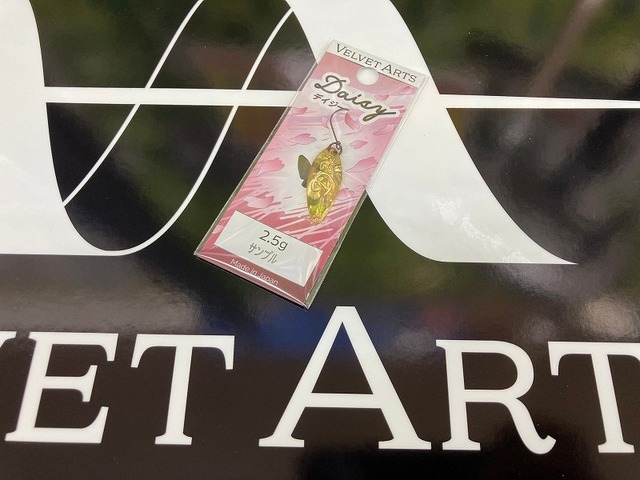 VELVET ARTS
Daisy
デイジー
2.5g
サンプル
Made in Japan
VET ART